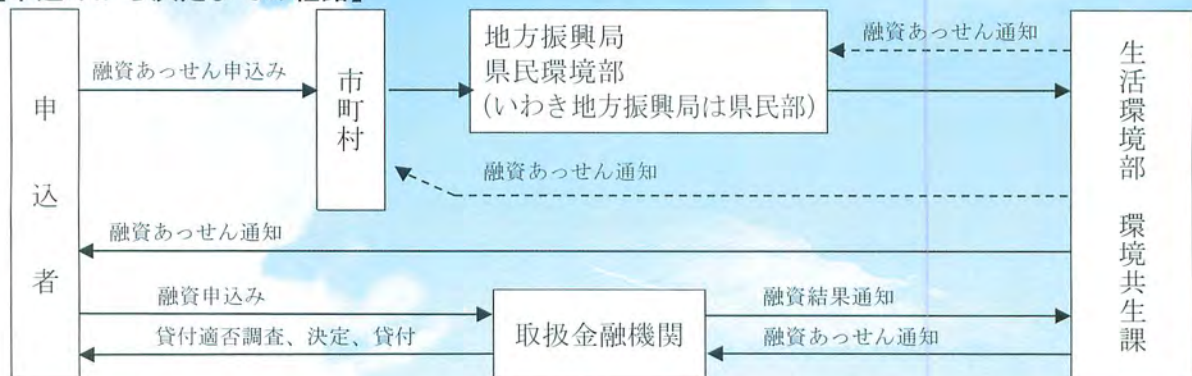 融資あっせん申込み
地方振興局
県民環境部
(いわき地方振興局は県民部)
融資あっせん通知
申込者
市町村
生活環境部 環境共生課
融資あっせん通知
融資あっせん通知
融資申込み
貸付適否調査、決定、貸付
取扱金融機関
融資結果通知
融資あっせん通知